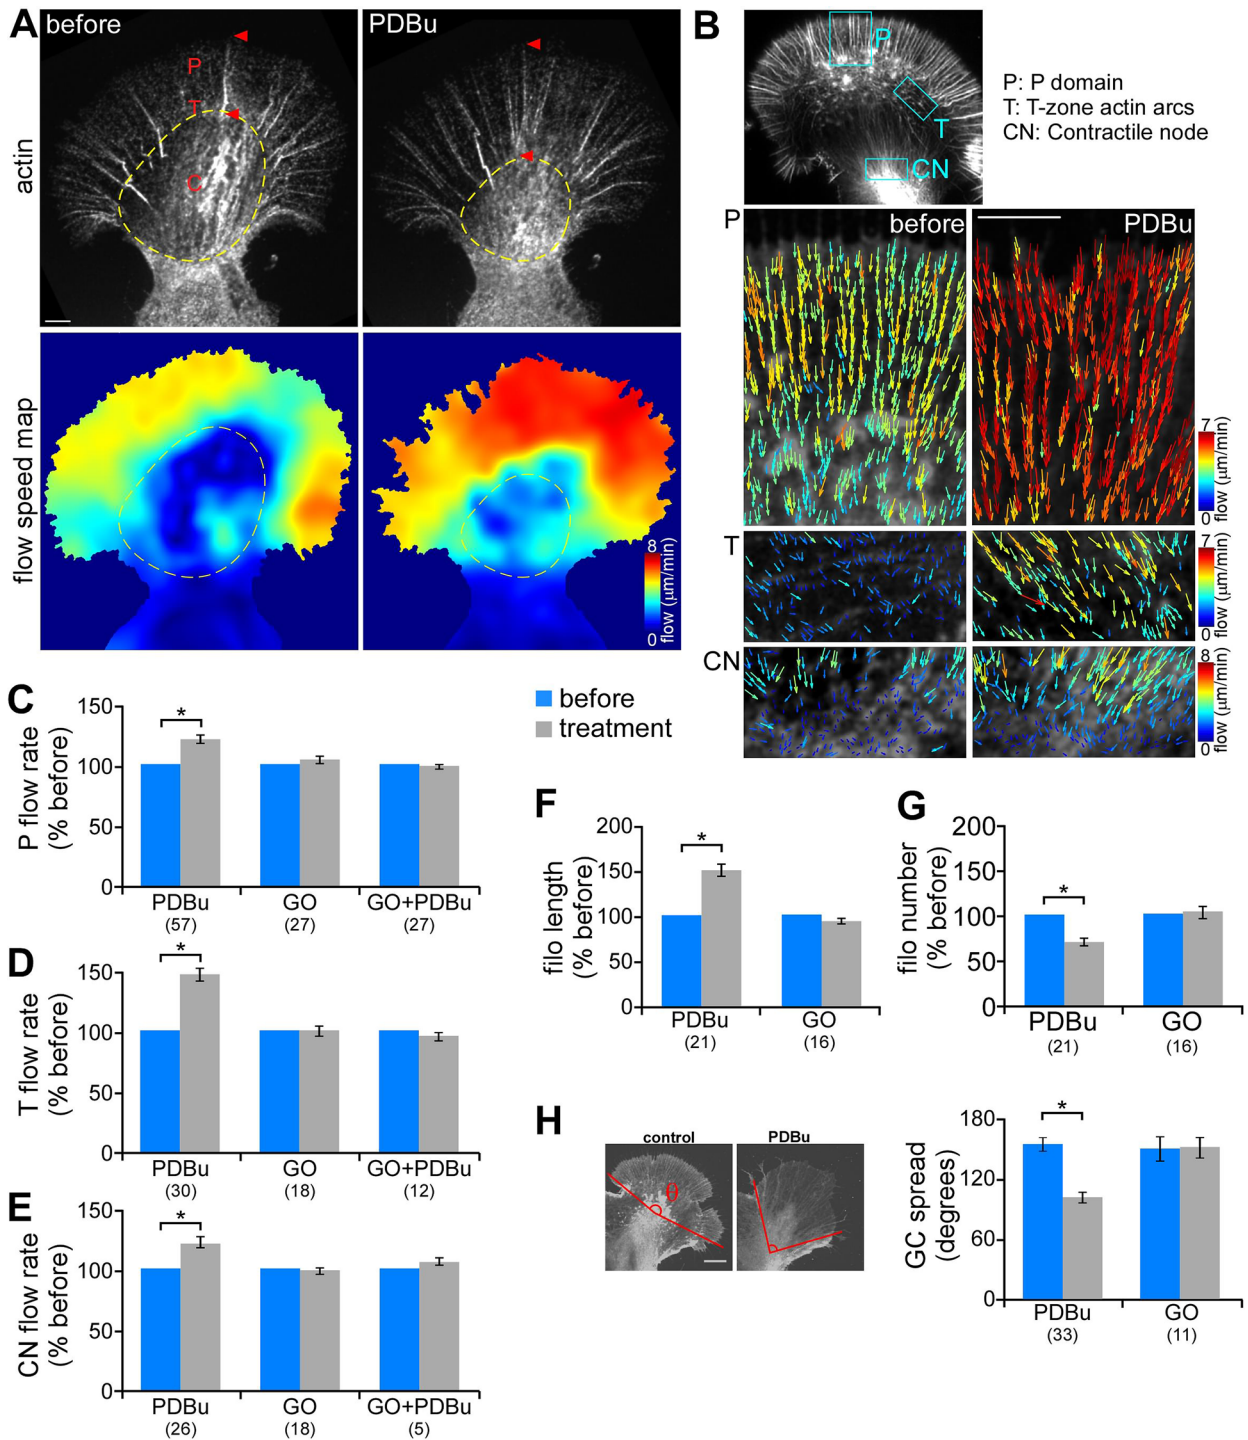 A
before
PDBu
P
T
C
actin
flow speed map
8
0
flow (μm/min)
B
P
T
CN
P: P domain
T: T-zone actin arcs
CN: Contractile node
P
before
PDBu
7
0
flow (μm/min)
T
7
0
flow (μm/min)
CN
8
0
flow (μm/min)
before
treatment
C
P flow rate
(% before)
150
100
50
0
*
PDBu
GO
GO+PDBu
(57)
(27)
(27)
D
T flow rate
(% before)
150
100
50
0
*
PDBu
GO
GO+PDBu
(30)
(18)
(12)
E
CN flow rate
(% before)
150
100
50
0
*
PDBu
GO
GO+PDBu
(26)
(18)
(5)
F
filo length
(% before)
200
150
100
50
0
*
PDBu
GO
(21)
(16)
G
filo number
(% before)
200
150
100
50
0
*
PDBu
GO
(21)
(16)
H
control
PDBu
θ
GC spread
(degrees)
180
120
60
0
*
PDBu
GO
(33)
(11)